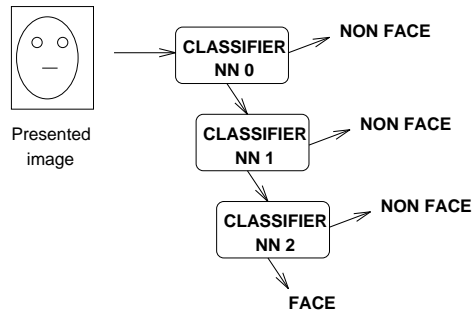 NON FACE
CLASSIFIER
NN 0
Presented
image
CLASSIFIER
NN 1
NON FACE
CLASSIFIER
NN 2
NON FACE
FACE